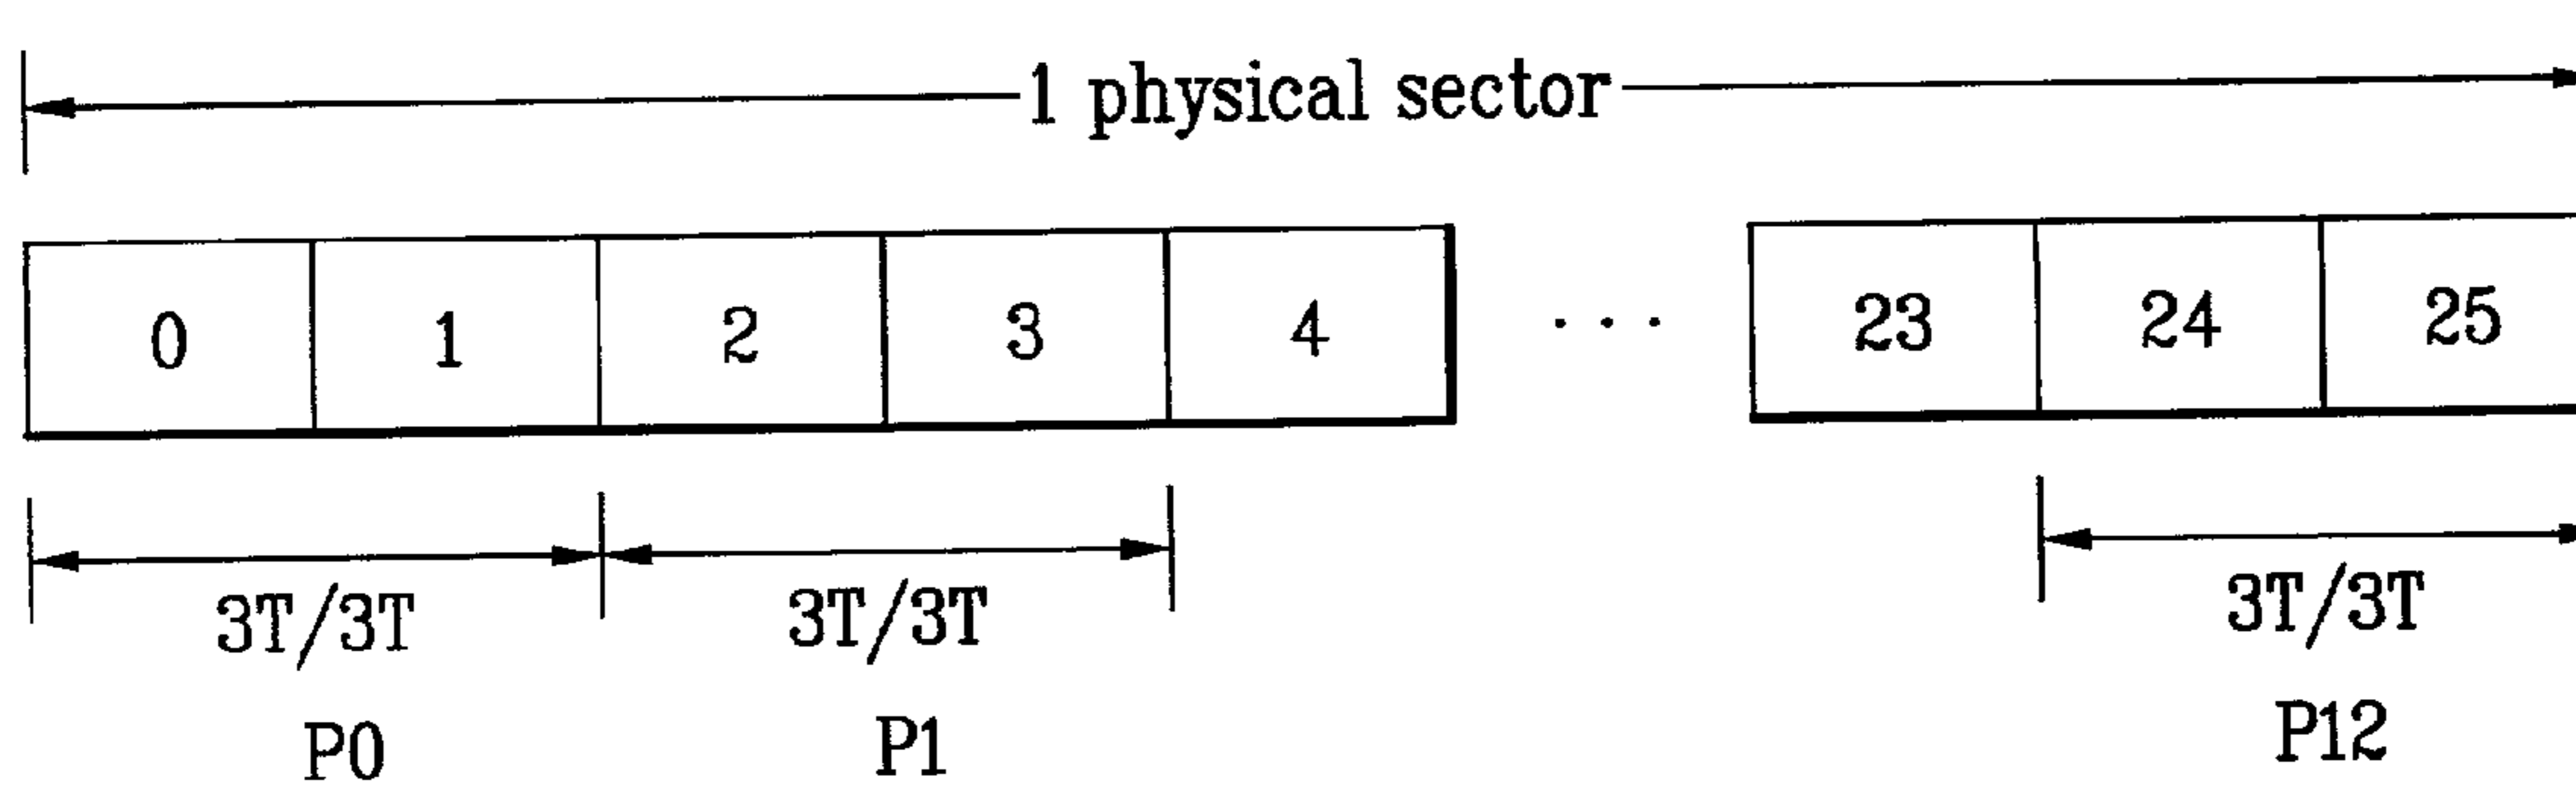 1 physical sector
0 1 2 3 4 . . . 23 24 25
3T/3T 3T/3T 3T/3T
P0 P1 P12